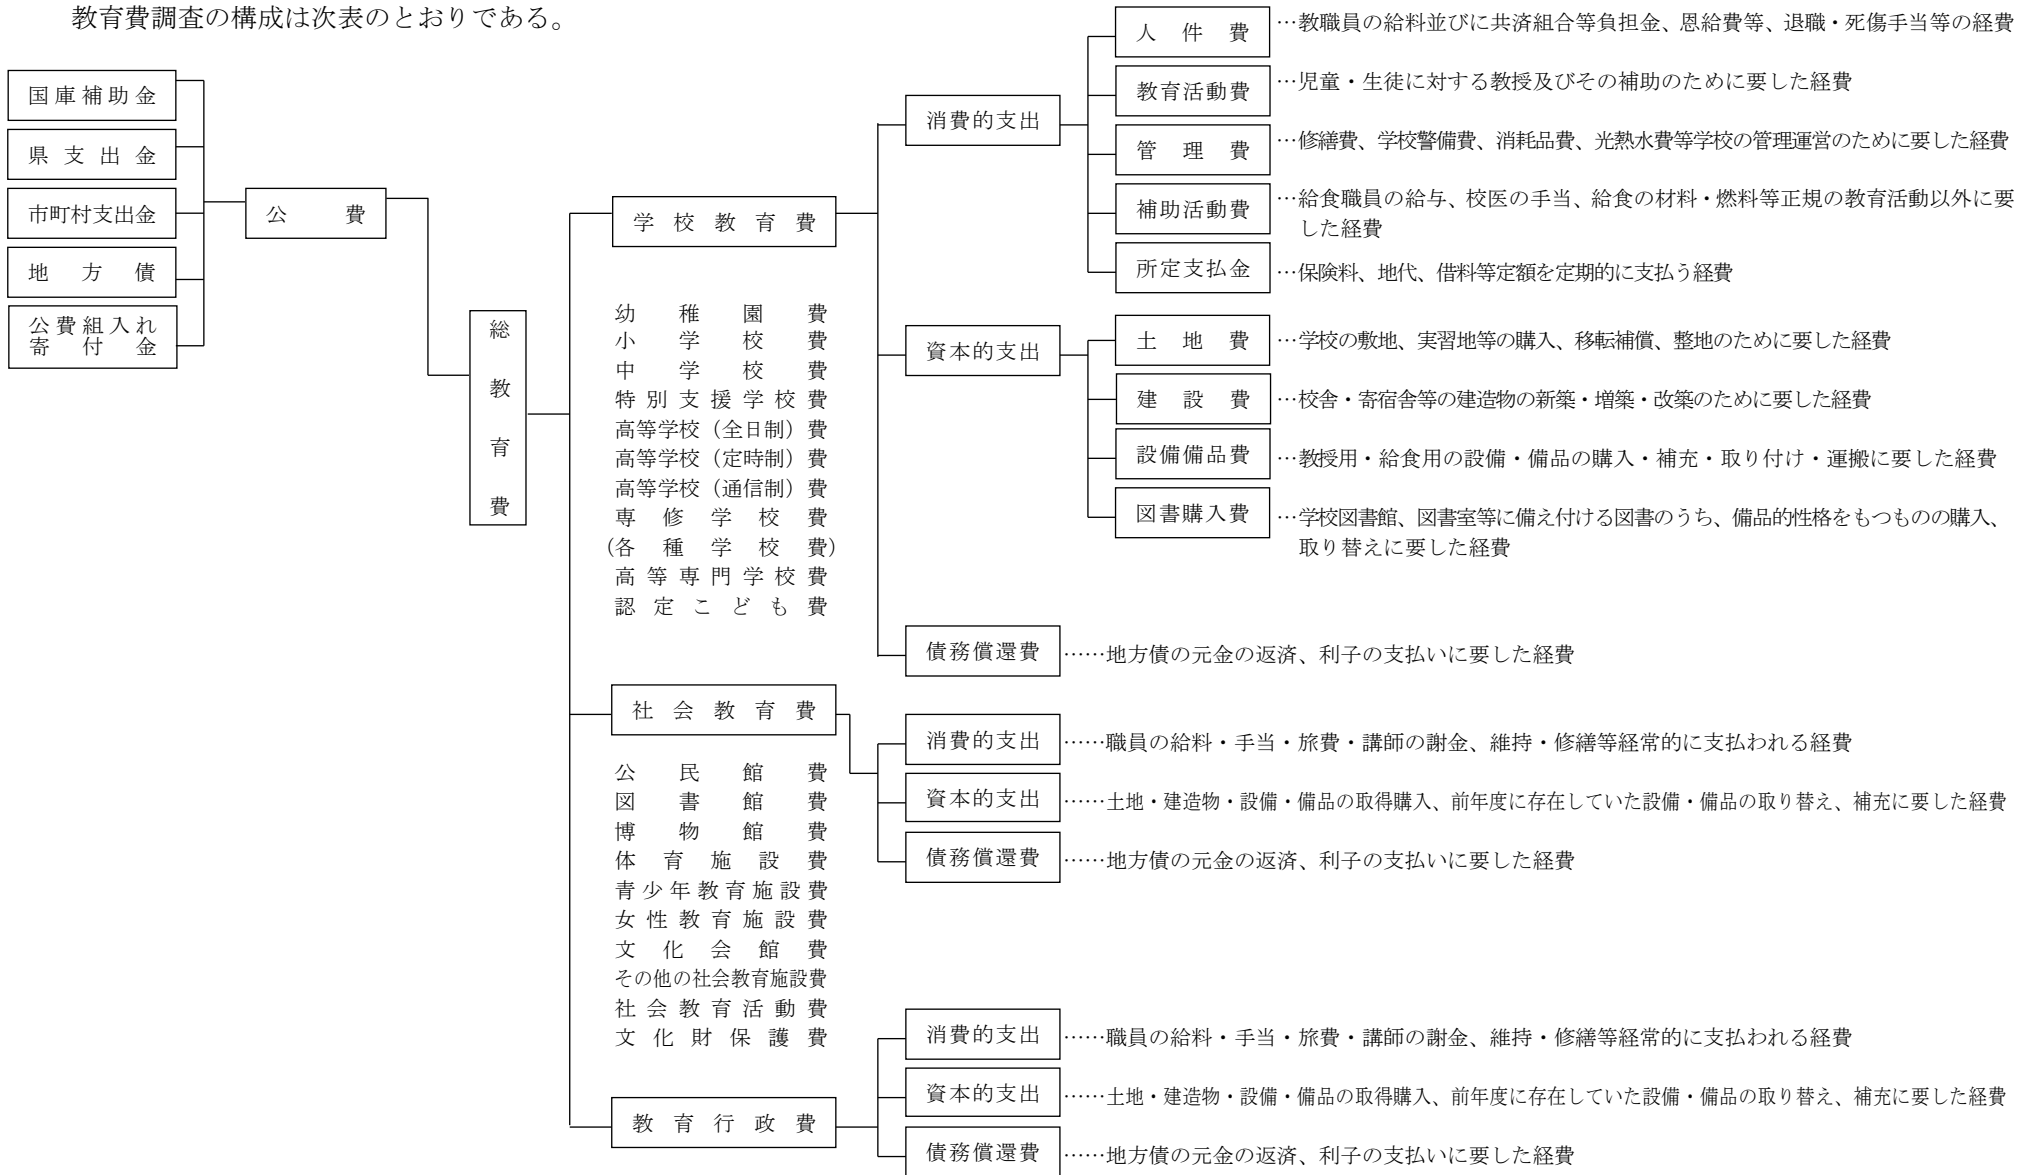 教育費調査の構成は次表のとおりである。
国庫補助金
県支出金
市町村支出金
地方債
公費組入れ
寄付金
公費
総教育費
学校教育費
幼稚園費
小学校費
中学校費
特別支援学校費
高等学校（全日制）費
高等学校（定時制）費
高等学校（通信制）費
専修学校費
（各種学校費）
高等専門学校費
認定こども費
消費的支出
人件費
…教職員の給料並びに共済組合等負担金、恩給費等、退職・死傷手当等の経費
教育活動費
…児童・生徒に対する教授及びその補助のために要した経費
管理費
…修繕費、学校警備費、消耗品費、光熱水費等学校の管理運営のために要した経費
補助活動費
…給食職員の給与、校医の手当、給食の材料・燃料等正規の教育活動以外に要
した経費
所定支払金
…保険料、地代、借料等定額を定期的に支払う経費
資本的支出
土地費
…学校の敷地、実習地等の購入、移転補償、整地のために要した経費
建設費
…校舎・寄宿舎等の建造物の新築・増築・改築のために要した経費
設備備品費
…教授用・給食用の設備・備品の購入・補充・取り付け・運搬に要した経費
図書購入費
…学校図書館、図書室等に備え付ける図書のうち、備品的性格をもつものの購入、
取り替えに要した経費
債務償還費
……地方債の元金の返済、利子の支払いに要した経費
社会教育費
公民館費
図書館費
博物館費
体育施設費
青少年教育施設費
女性教育施設費
文化会館費
その他の社会教育施設費
社会教育活動費
文化財保護費
消費的支出
……職員の給料・手当・旅費・講師の謝金、維持・修繕等経常的に支払われる経費
資本的支出
……土地・建造物・設備・備品の取得購入、前年度に存在していた設備・備品の取り替え、補充に要した経費
債務償還費
……地方債の元金の返済、利子の支払いに要した経費
教育行政費
消費的支出
……職員の給料・手当・旅費・講師の謝金、維持・修繕等経常的に支払われる経費
資本的支出
……土地・建造物・設備・備品の取得購入、前年度に存在していた設備・備品の取り替え、補充に要した経費
債務償還費
……地方債の元金の返済、利子の支払いに要した経費